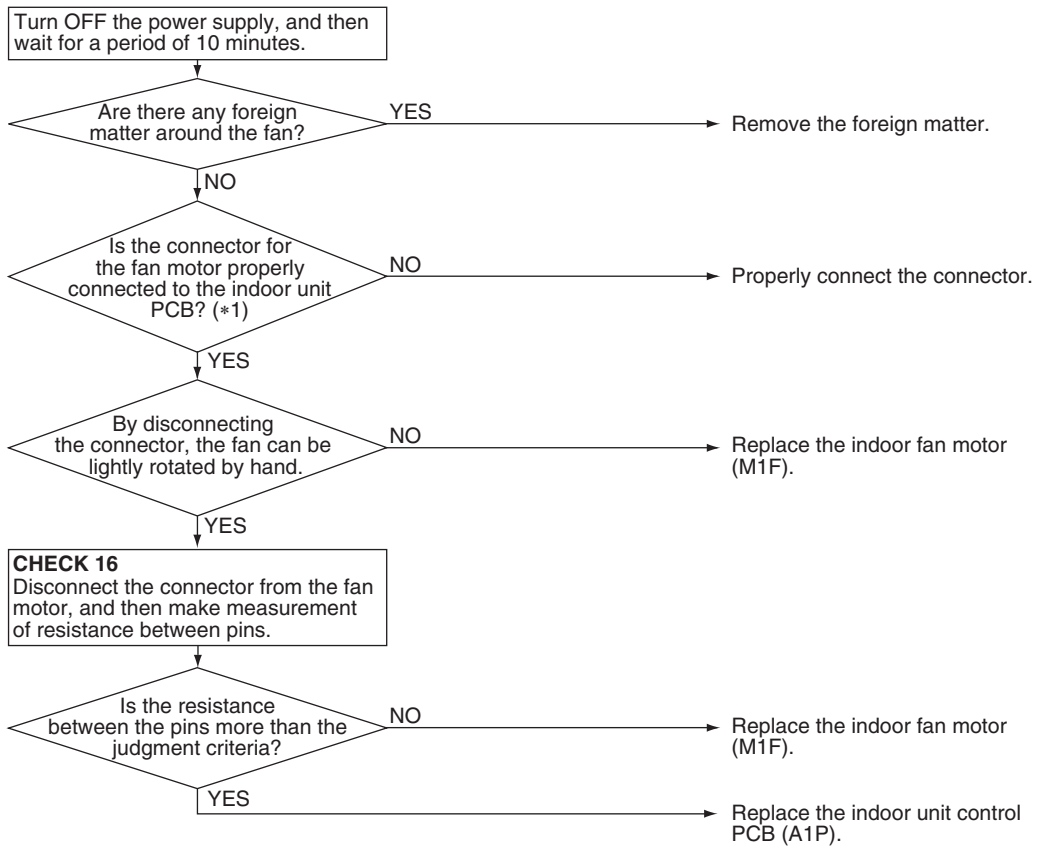 Turn OFF the power supply, and then
wait for a period of 10 minutes.
Are there any foreign
matter around the fan?
YES
Remove the foreign matter.
NO
Is the connector for
the fan motor properly
connected to the indoor unit
PCB? (*1)
NO
Properly connect the connector.
YES
By disconnecting
the connector, the fan can be
lightly rotated by hand.
NO
Replace the indoor fan motor
(M1F).
YES
CHECK 16
Disconnect the connector from the fan
motor, and then make measurement
of resistance between pins.
Is the resistance
between the pins more than the
judgment criteria?
NO
Replace the indoor fan motor
(M1F).
YES
Replace the indoor unit control
PCB (A1P).